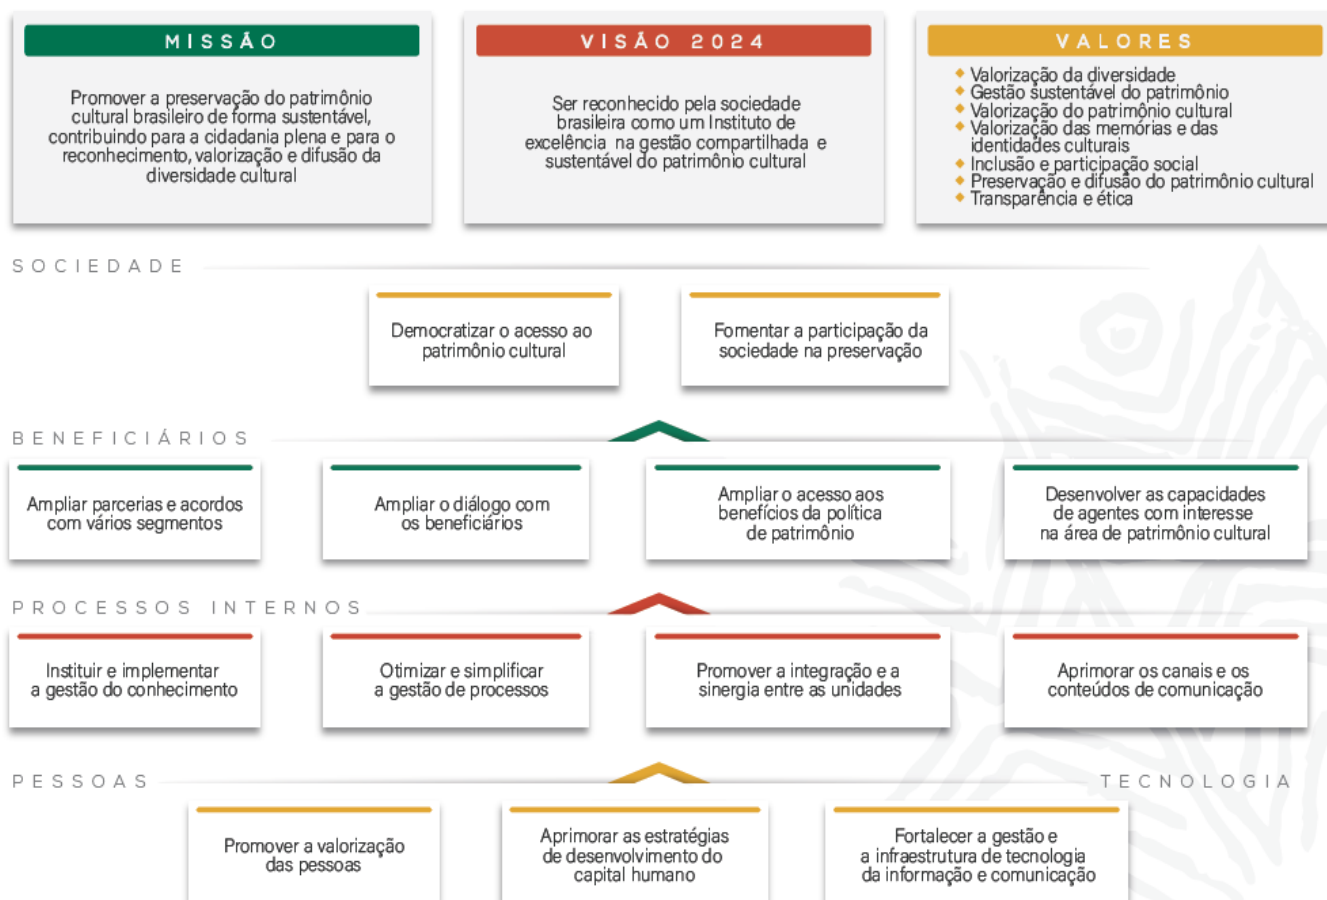 MISSÃO
Promover a preservação do patrimônio
cultural brasileiro de forma sustentável,
contribuindo para a cidadania plena e para o
reconhecimento, valorização e difusão da
diversidade cultural
VISÃO 2024
Ser reconhecido pela sociedade
brasileira como um Instituto de
excelência na gestão compartilhada e
sustentável do patrimônio cultural
VALORES
Valorização da diversidade
Gestão sustentável do patrimônio
Valorização do patrimônio cultural
Valorização das memórias e das
identidades culturais
Inclusão e participação social
Preservação e difusão do patrimônio cultural
Transparência e ética
SOCIEDADE
Democratizar o acesso ao
patrimônio cultural
Fomentar a participação da
sociedade na preservação
BENEFICIÁRIOS
Ampliar parcerias e acordos
com vários segmentos
Ampliar o diálogo com
os beneficiários
Ampliar o acesso aos
benefícios da política
de patrimônio
Desenvolver as capacidades
de agentes com interesse
na área de patrimônio cultural
PROCESSOS INTERNOS
Instituir e implementar
a gestão do conhecimento
Otimizar e simplificar
a gestão de processos
Promover a integração e a
sinergia entre as unidades
Aprimorar os canais e os
conteúdos de comunicação
PESSOAS
TECNOLOGIA
Promover a valorização
das pessoas
Aprimorar as estratégias
de desenvolvimento do
capital humano
Fortalecer a gestão e
a infraestrutura de tecnologia
da informação e comunicação